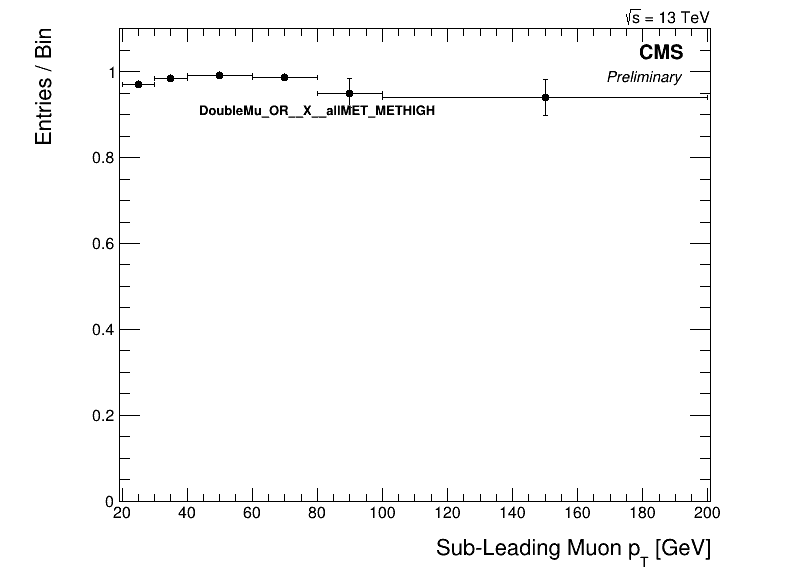 √s = 13 TeV
CMS
Preliminary
Entries / Bin
DoubleMu_OR__X__allMET_METHIGH
1
0.8
0.6
0.4
0.2
0
20 40 60 80 100 120 140 160 180 200
Sub-Leading Muon pT [GeV]